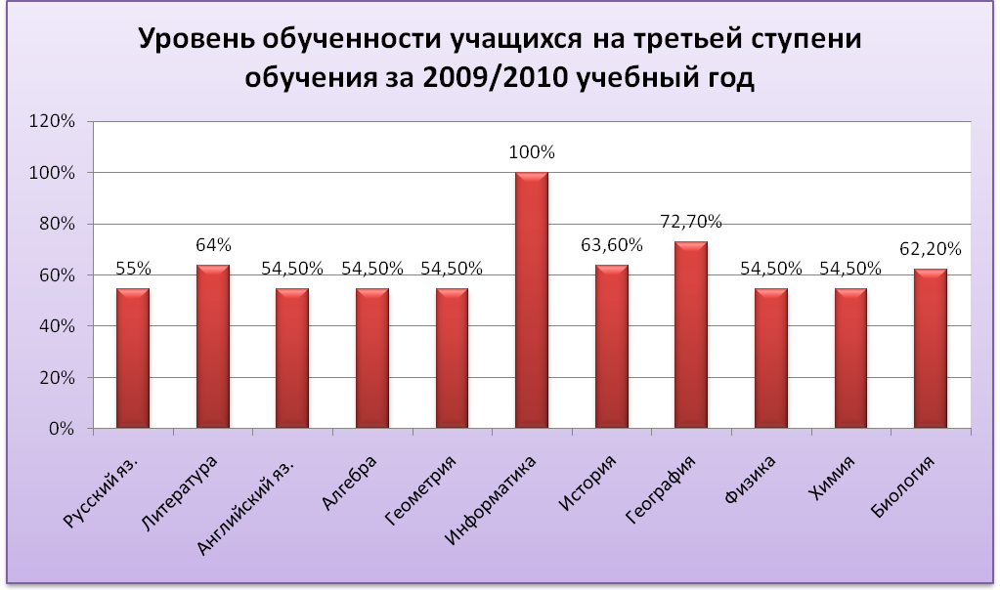 Уровень обученности учащихся на третьей ступени
обучения за 2009/2010 учебный год
120%
100%
80%
60%
40%
20%
0%
55%
64%
54,50%
54,50%
54,50%
100%
63,60%
72,70%
54,50%
54,50%
62,20%
Русский яз.
Литература
Английский яз.
Алгебра
Геометрия
Информатика
История
География
Физика
Химия
Биология